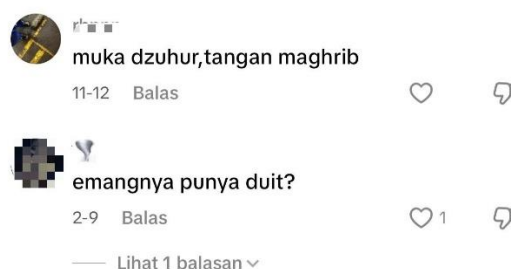 muka dzuhur,tangan maghrib
11-12 Balas
emangnya punya duit?
2-9 Balas 1
Lihat 1 balasan